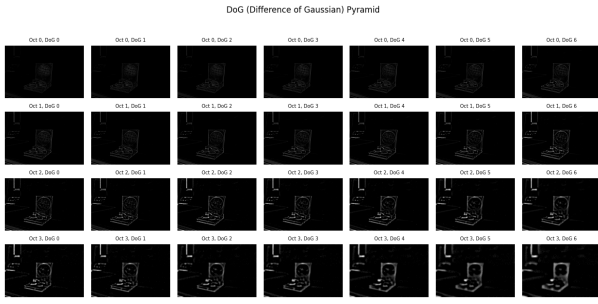 DoG (Difference of Gaussian) Pyramid
Oct 0, DoG 0 Oct 0, DoG 1 Oct 0, DoG 2 Oct 0, DoG 3 Oct 0, DoG 4 Oct 0, DoG 5 Oct 0, DoG 6
Oct 1, DoG 0 Oct 1, DoG 1 Oct 1, DoG 2 Oct 1, DoG 3 Oct 1, DoG 4 Oct 1, DoG 5 Oct 1, DoG 6
Oct 2, DoG 0 Oct 2, DoG 1 Oct 2, DoG 2 Oct 2, DoG 3 Oct 2, DoG 4 Oct 2, DoG 5 Oct 2, DoG 6
Oct 3, DoG 0 Oct 3, DoG 1 Oct 3, DoG 2 Oct 3, DoG 3 Oct 3, DoG 4 Oct 3, DoG 5 Oct 3, DoG 6